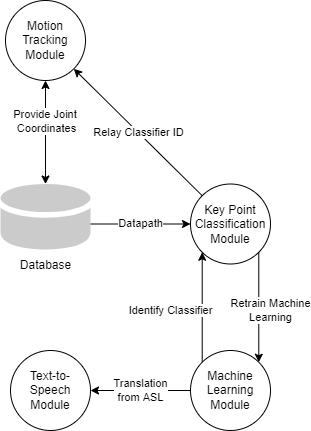 Motion
Tracking
Module
Provide Joint
Coordinates
Relay Classifier ID
Database
Datapath
Key Point
Classification
Module
Identify Classifier
Retrain Machine
Learning
Text-to-
Speech
Module
Translation
from ASL
Machine
Learning
Module